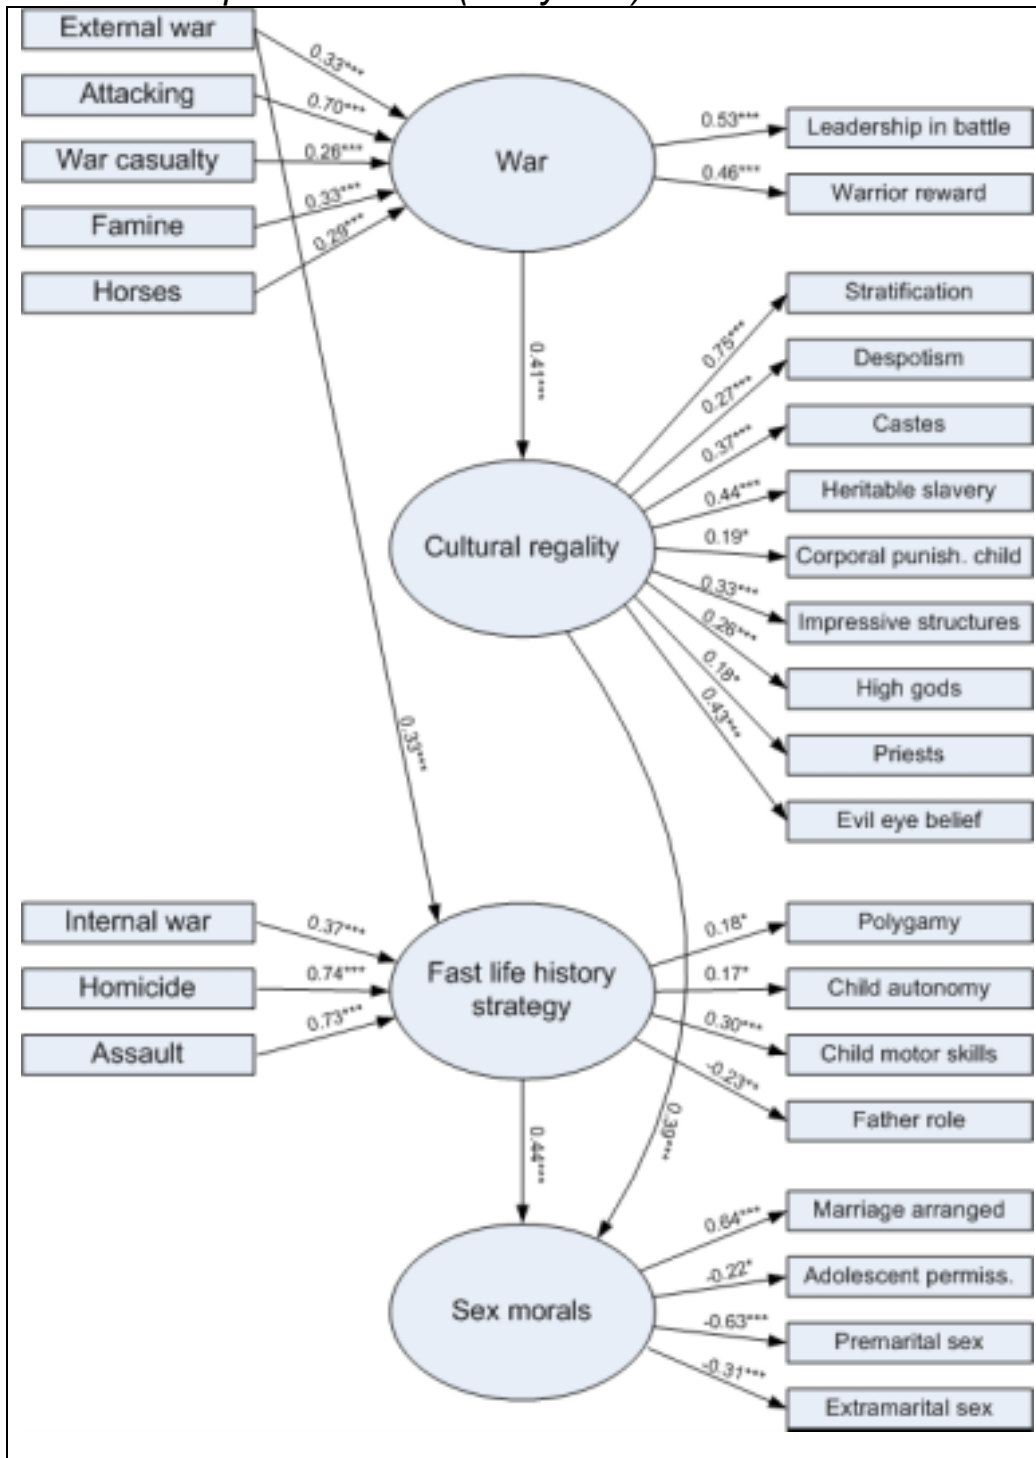 External war
Attacking
War casualty
Famine
Horses
0.33***
0.70***
0.26***
0.33***
0.29***
War
0.53***
0.46***
Leadership in battle
Warrior reward
0.41***
Cultural regality
0.75***
0.27***
0.37***
0.44***
0.19*
0.33***
0.26***
0.18*
0.43***
Stratification
Despotism
Castes
Heritable slavery
Corporal punish. child
Impressive structures
High gods
Priests
Evil eye belief
0.33***
Internal war
Homicide
Assault
0.37***
0.74***
0.73***
Fast life history
strategy
0.18*
0.17*
0.30***
-0.23**
Polygamy
Child autonomy
Child motor skills
Father role
0.44***
0.39***
Sex morals
0.64***
-0.22*
-0.63***
-0.31***
Marriage arranged
Adolescent permiss.
Premarital sex
Extramarital sex